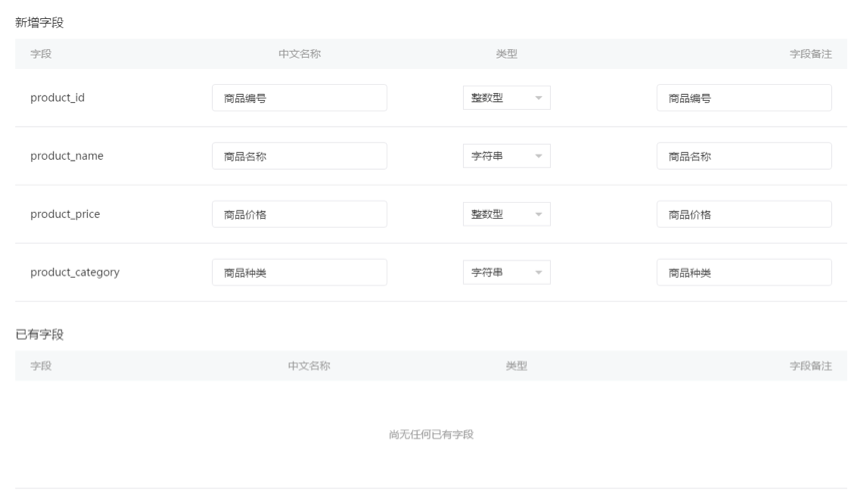 新增字段
字段 中文名称 类型 字段备注
product_id 商品编号 整数型 商品编号
product_name 商品名称 字符串 商品名称
product_price 商品价格 整数型 商品价格
product_category 商品种类 字符串 商品种类
已有字段
字段 中文名称 类型 字段备注
尚无任何已有字段